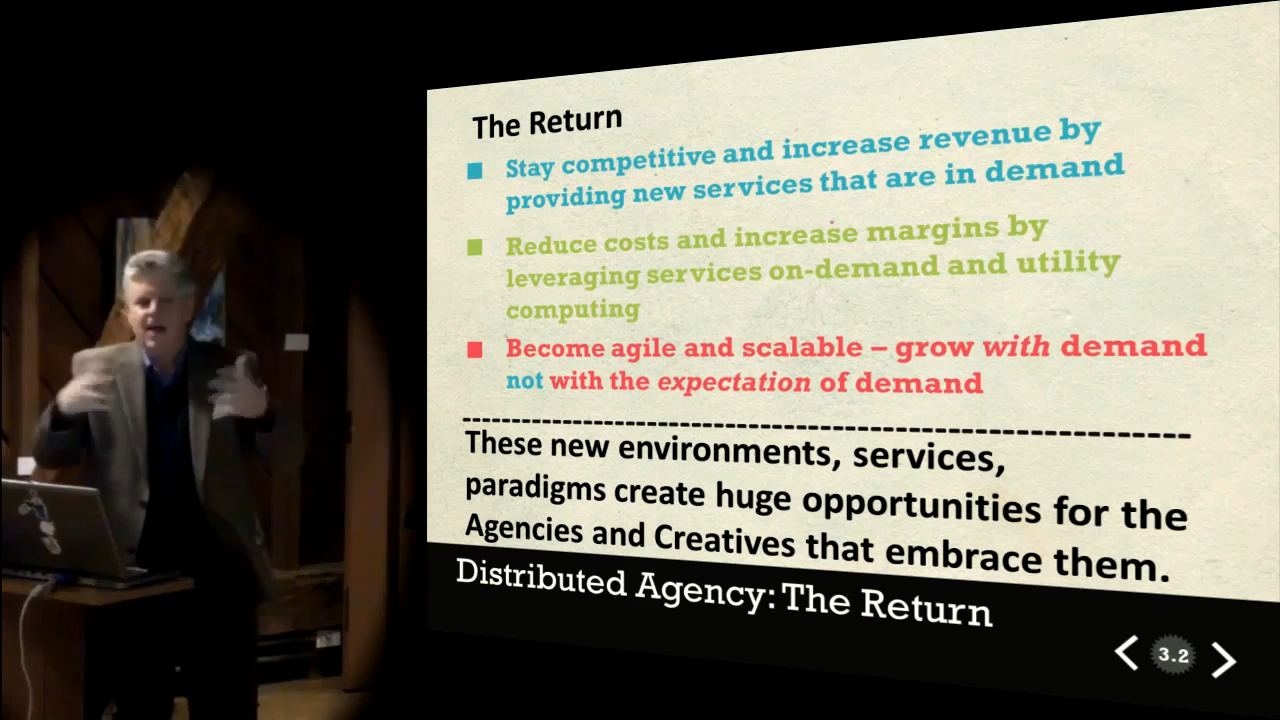 The Return
Stay competitive and increase revenue by
providing new services that are in demand
Reduce costs and increase margins by
leveraging services on-demand and utility
computing
Become agile and scalable – grow with demand
not with the expectation of demand
----------------------------------------------------------
These new environments, services,
paradigms create huge opportunities for the
Agencies and Creatives that embrace them.
Distributed Agency: The Return
3.2